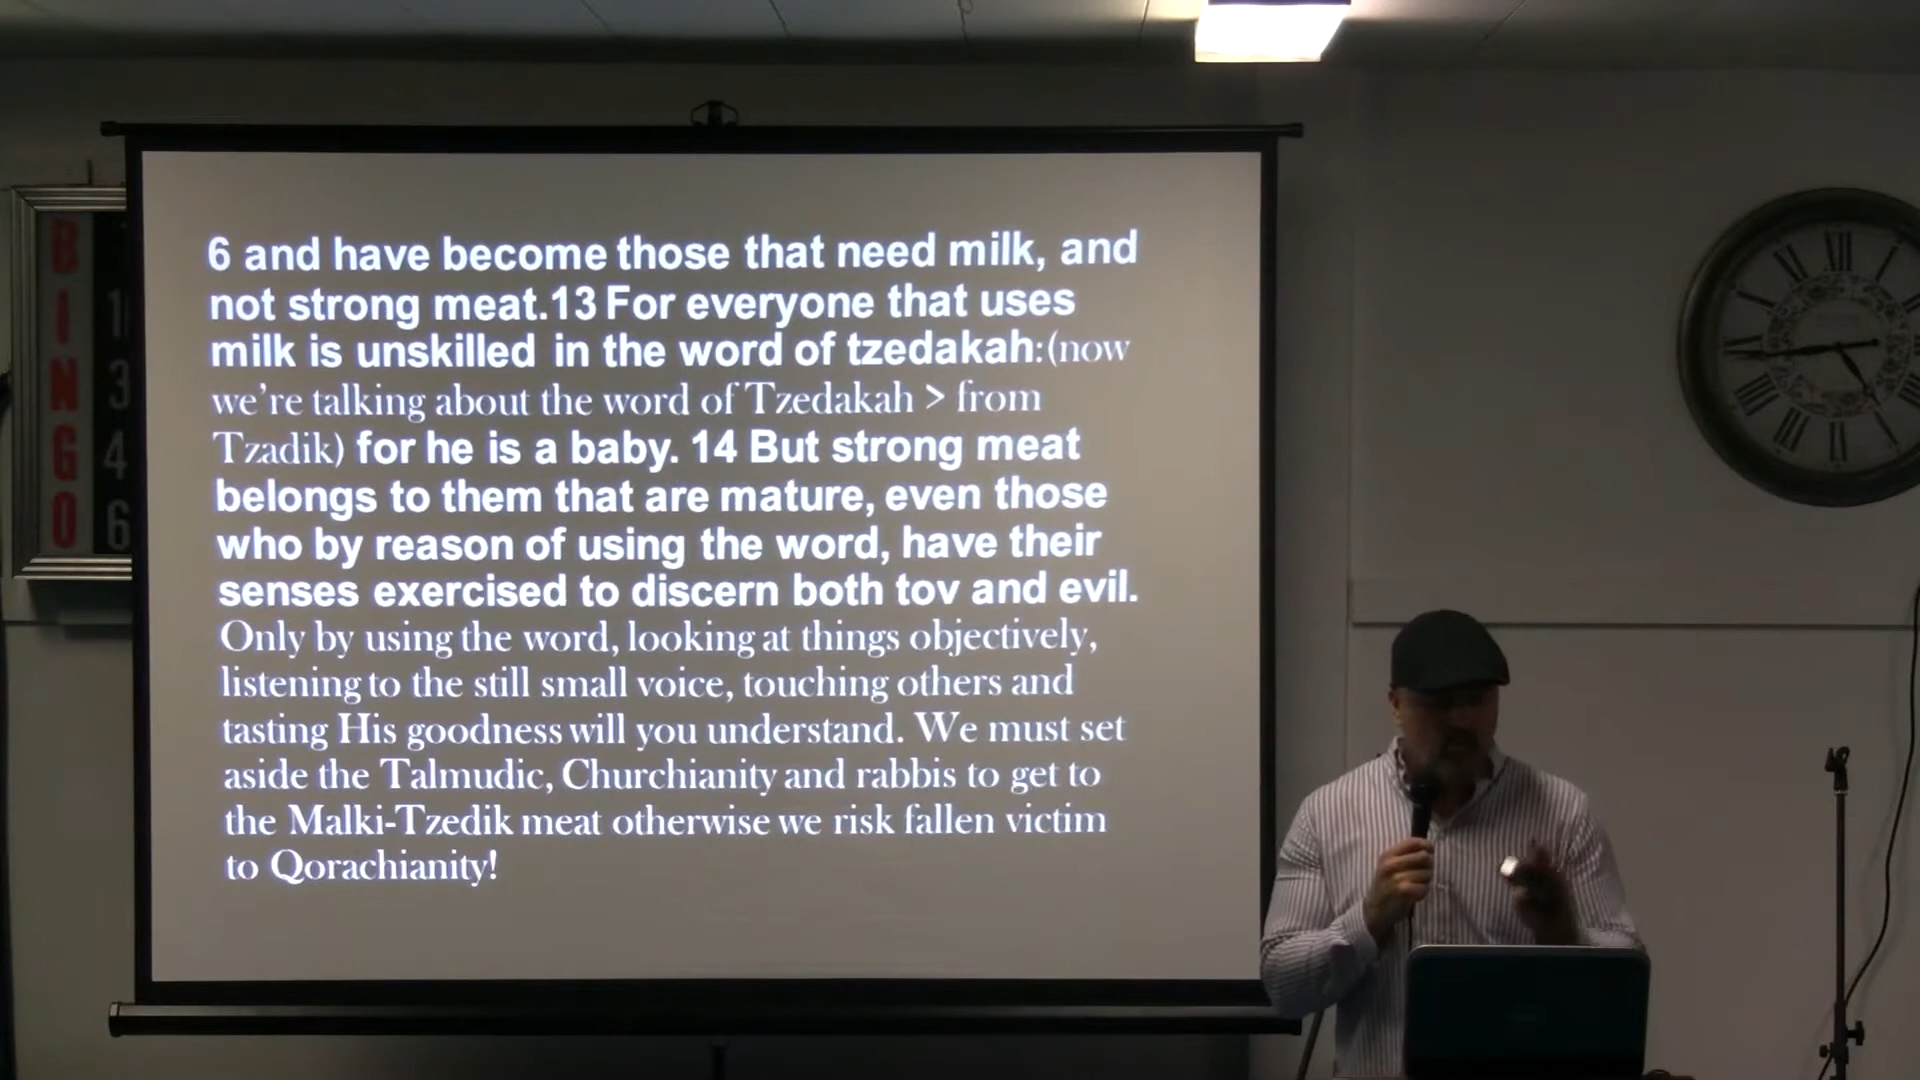 6 and have become those that need milk, and
not strong meat.13 For everyone that uses
milk is unskilled in the word of tzedakah:(now
we're talking about the word of Tzedakah > from
Tzadik) for he is a baby. 14 But strong meat
belongs to them that are mature, even those
who by reason of using the word, have their
senses exercised to discern both tov and evil.
Only by using the word, looking at things objectively,
listening to the still small voice, touching others and
tasting His goodness will you understand. We must set
aside the Talmudic, Churchianity and rabbis to get to
the Malki-Tzedik meat otherwise we risk fallen victim
to Qorachianity!
B
I
N 3
G 4
O 6